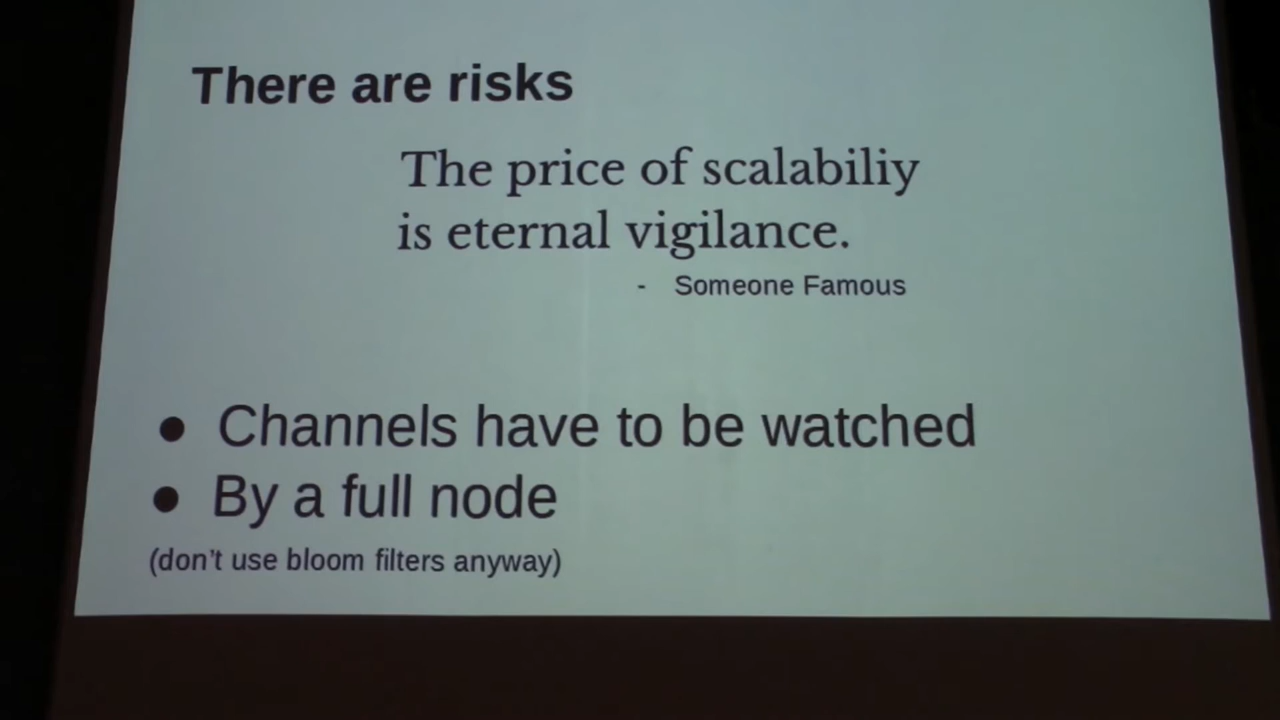 There are risks
The price of scalabiliy
is eternal vigilance.
- Someone Famous
● Channels have to be watched
● By a full node
(don't use bloom filters anyway)